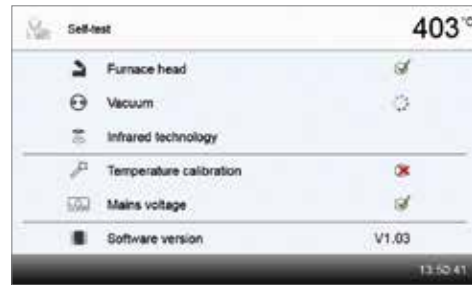 Self-test 403 °C
Furnace head
Vacuum
Infrared technology
Temperature calibration
Mains voltage
Software version V1.03
13:50:41